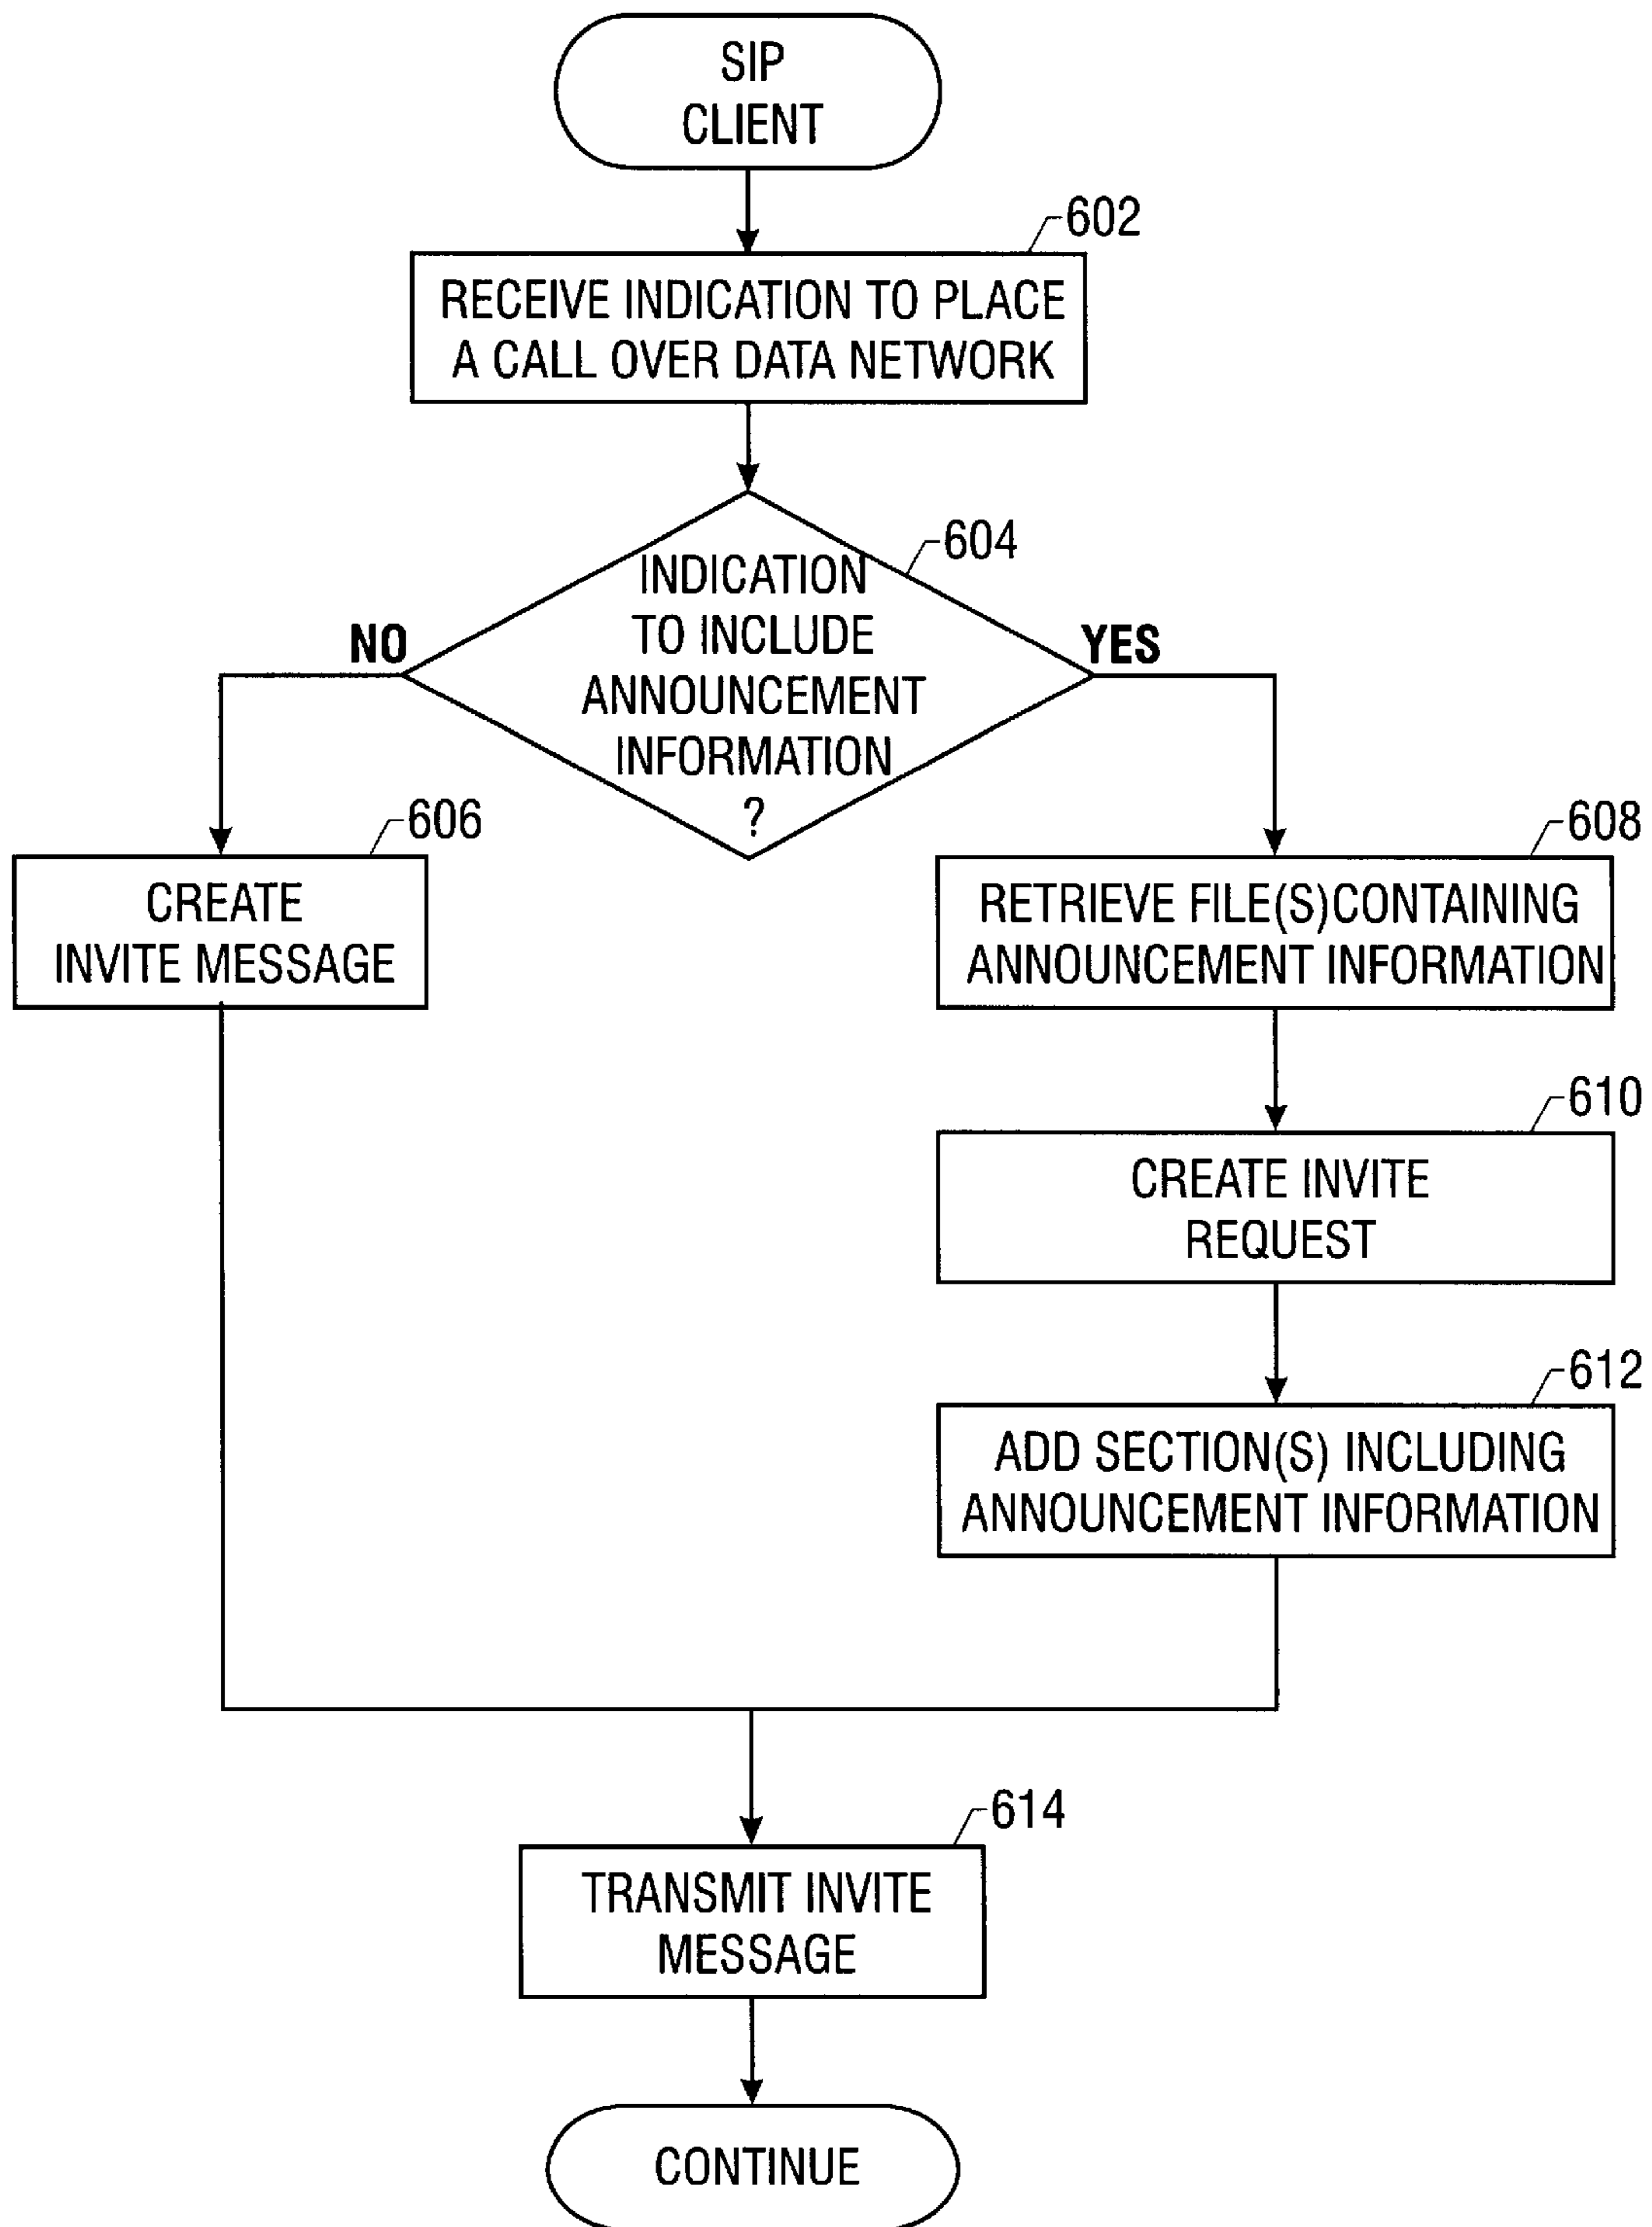 SIP
CLIENT
602
RECEIVE INDICATION TO PLACE
A CALL OVER DATA NETWORK
604
INDICATION
TO INCLUDE
ANNOUNCEMENT
INFORMATION
?
NO
YES
606
CREATE
INVITE MESSAGE
608
RETRIEVE FILE(S)CONTAINING
ANNOUNCEMENT INFORMATION
610
CREATE INVITE
REQUEST
612
ADD SECTION(S) INCLUDING
ANNOUNCEMENT INFORMATION
614
TRANSMIT INVITE
MESSAGE
CONTINUE